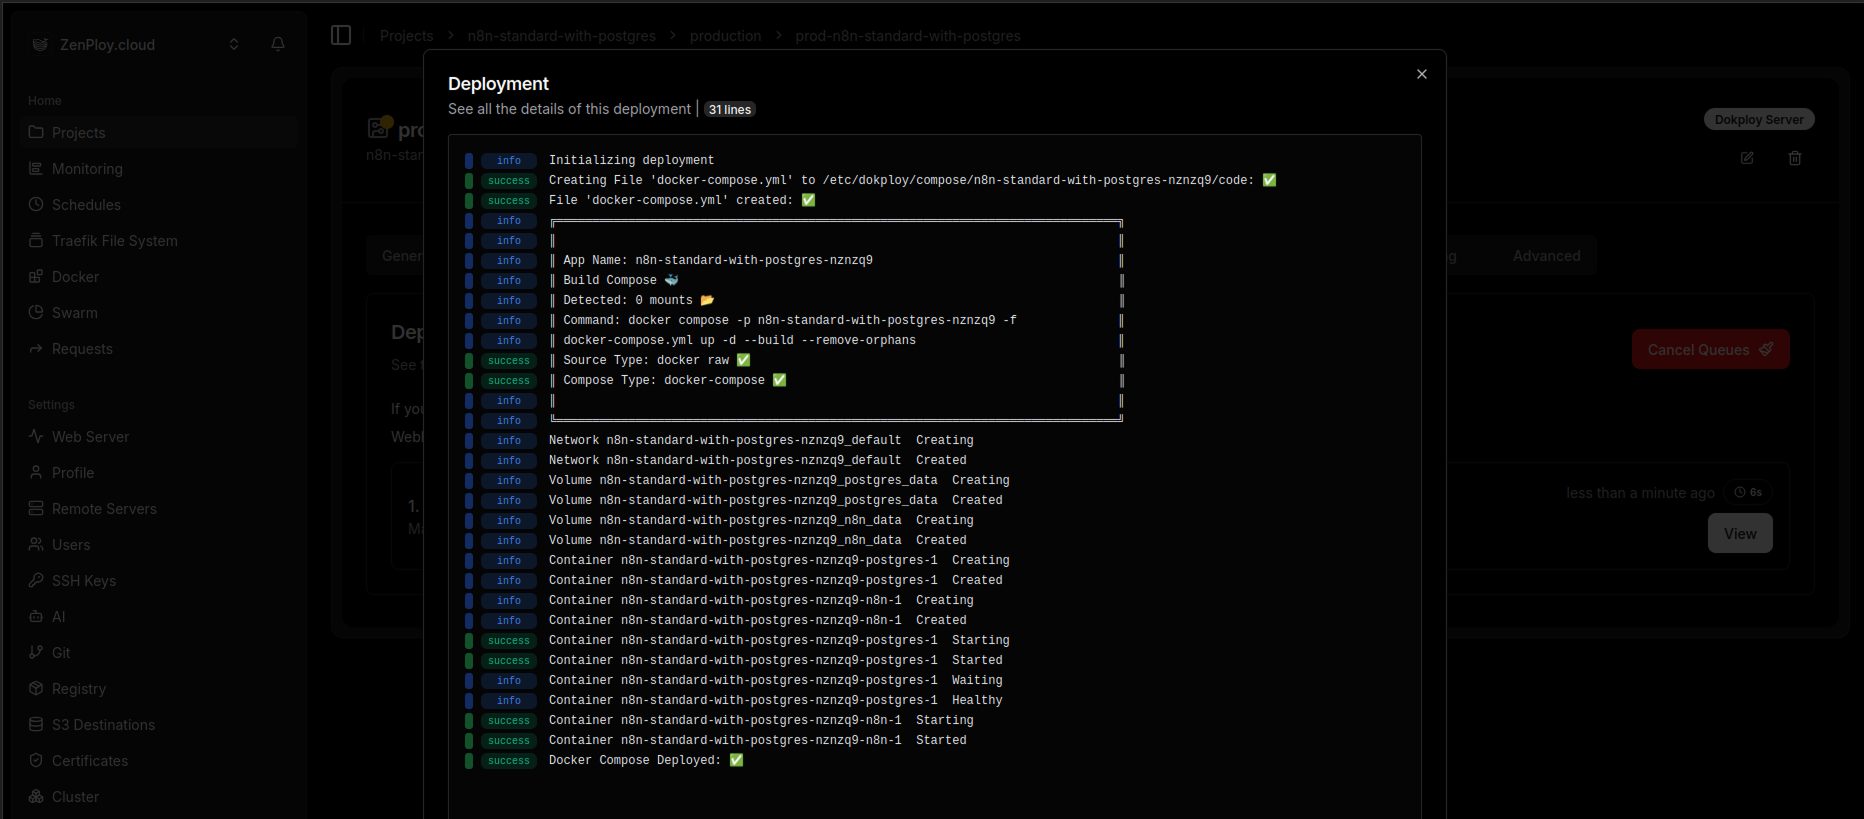 ZenPloy.cloud
Projects > n8n-standard-with-postgres > production > prod-n8n-standard-with-postgres
Home
Projects
Monitoring
Schedules
Traefik File System
Docker
Swarm
Requests
Settings
Web Server
Profile
Remote Servers
Users
SSH Keys
AI
Git
Registry
S3 Destinations
Certificates
Cluster
Deployment
See all the details of this deployment | 31 lines
info Initializing deployment
success Creating File 'docker-compose.yml' to /etc/dokploy/compose/n8n-standard-with-postgres-nznzq9/code: ✅
success File 'docker-compose.yml' created: ✅
info ╔══════════════════════════════════════════════════════════════════════════════╗
info ║ ║
info ║ App Name: n8n-standard-with-postgres-nznzq9 ║
info ║ Build Compose 🐳 ║
info ║ Detected: 0 mounts 📂 ║
info ║ Command: docker compose -p n8n-standard-with-postgres-nznzq9 -f ║
info ║ docker-compose.yml up -d --build --remove-orphans ║
success ║ Source Type: docker raw ✅ ║
success ║ Compose Type: docker-compose ✅ ║
info ║ ║
info ╚══════════════════════════════════════════════════════════════════════════════╝
info Network n8n-standard-with-postgres-nznzq9_default  Creating
info Network n8n-standard-with-postgres-nznzq9_default  Created
info Volume n8n-standard-with-postgres-nznzq9_postgres_data  Creating
info Volume n8n-standard-with-postgres-nznzq9_postgres_data  Created
info Volume n8n-standard-with-postgres-nznzq9_n8n_data  Creating
info Volume n8n-standard-with-postgres-nznzq9_n8n_data  Created
info Container n8n-standard-with-postgres-nznzq9-postgres-1  Creating
info Container n8n-standard-with-postgres-nznzq9-postgres-1  Created
info Container n8n-standard-with-postgres-nznzq9-n8n-1  Creating
info Container n8n-standard-with-postgres-nznzq9-n8n-1  Created
success Container n8n-standard-with-postgres-nznzq9-postgres-1  Starting
success Container n8n-standard-with-postgres-nznzq9-postgres-1  Started
info Container n8n-standard-with-postgres-nznzq9-postgres-1  Waiting
info Container n8n-standard-with-postgres-nznzq9-postgres-1  Healthy
success Container n8n-standard-with-postgres-nznzq9-n8n-1  Starting
success Container n8n-standard-with-postgres-nznzq9-n8n-1  Started
success Docker Compose Deployed: ✅
pro
n8n-star
Gener
Dep
See t
If you
Webl
1.
Ma
Dokploy Server
g
Advanced
Cancel Queues
less than a minute ago
6s
View